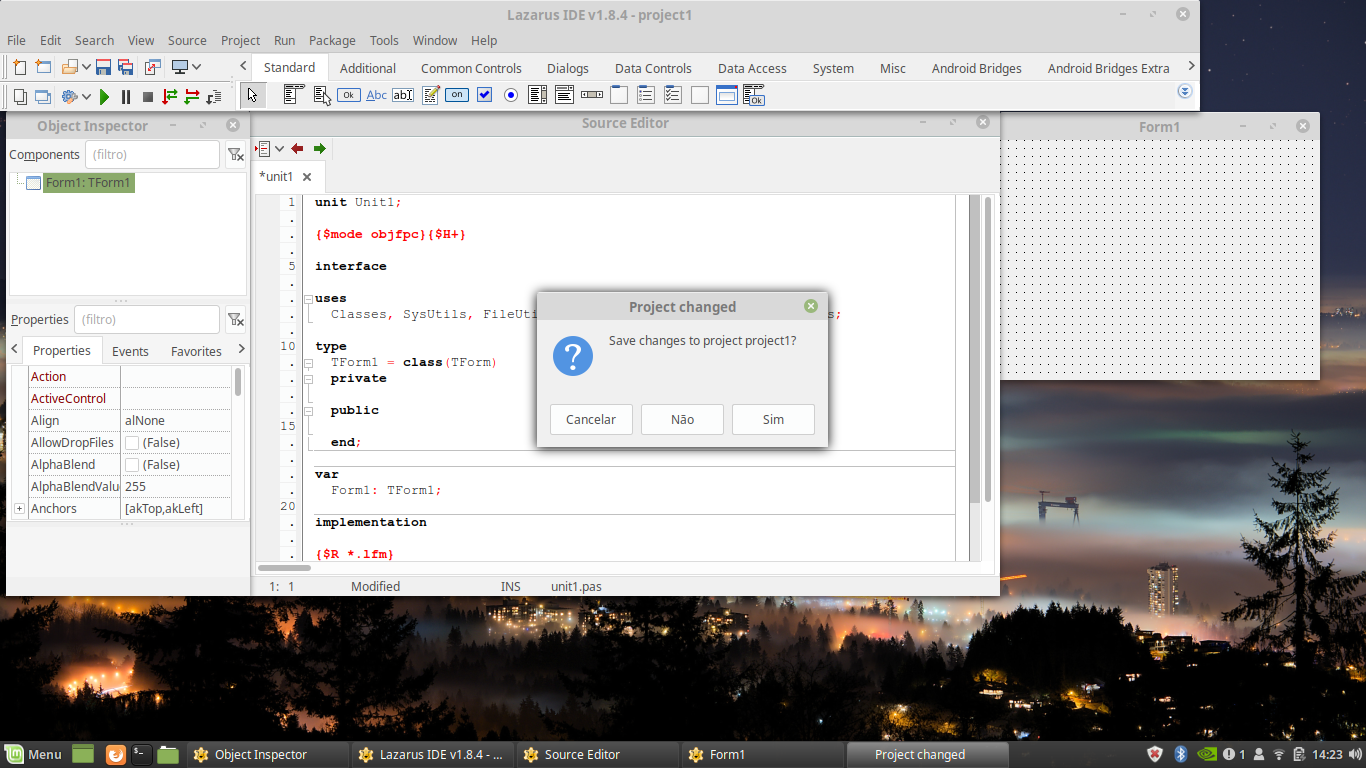 Lazarus IDE v1.8.4 - project1
File Edit Search View Source Project Run Package Tools Window Help
Standard Additional Common Controls Dialogs Data Controls Data Access System Misc Android Bridges Android Bridges Extra
Ok Abc abI on Ok
Object Inspector
Components (filtro)
Form1: TForm1
Properties (filtro)
Properties Events Favorites
Action
ActiveControl
Align alNone
AllowDropFiles (False)
AlphaBlend (False)
AlphaBlendValu 255
Anchors [akTop,akLeft]
Source Editor
*unit1
1 unit Unit1;
.
. {$mode objfpc}{$H+}
.
5 interface
.
. uses
. Classes, SysUtils, FileUti s;
.
10 type
. TForm1 = class(TForm)
. private
.
. public
15
. end;
.
. var
. Form1: TForm1;
20
. implementation
.
. {$R *.lfm}
1: 1 Modified INS unit1.pas
Form1
Project changed
Save changes to project project1?
Cancelar Não Sim
Menu Object Inspector Lazarus IDE v1.8.4 - ... Source Editor Form1 Project changed 1 14:23